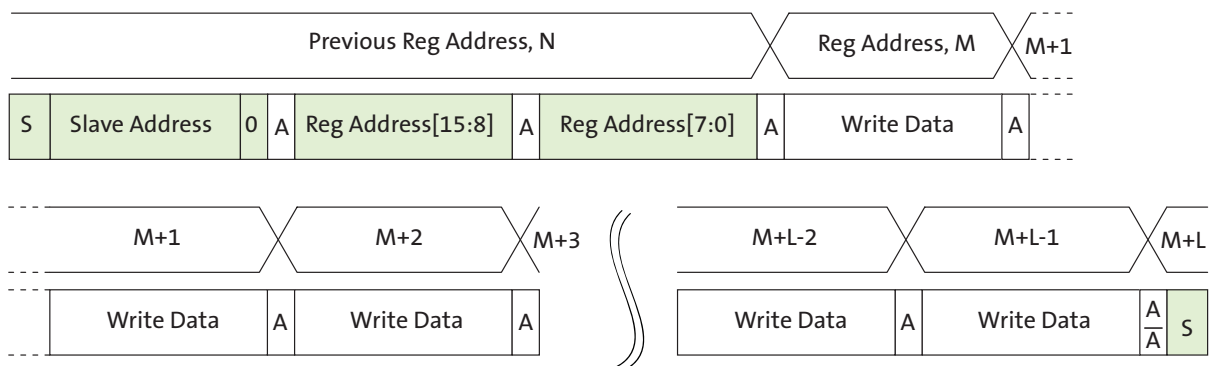 Previous Reg Address, N Reg Address, M M+1
S Slave Address 0 A Reg Address[15:8] A Reg Address[7:0] A Write Data A
M+1 M+2 M+3 M+L-2 M+L-1 M+L
Write Data A Write Data A Write Data A Write Data A/A̅ S